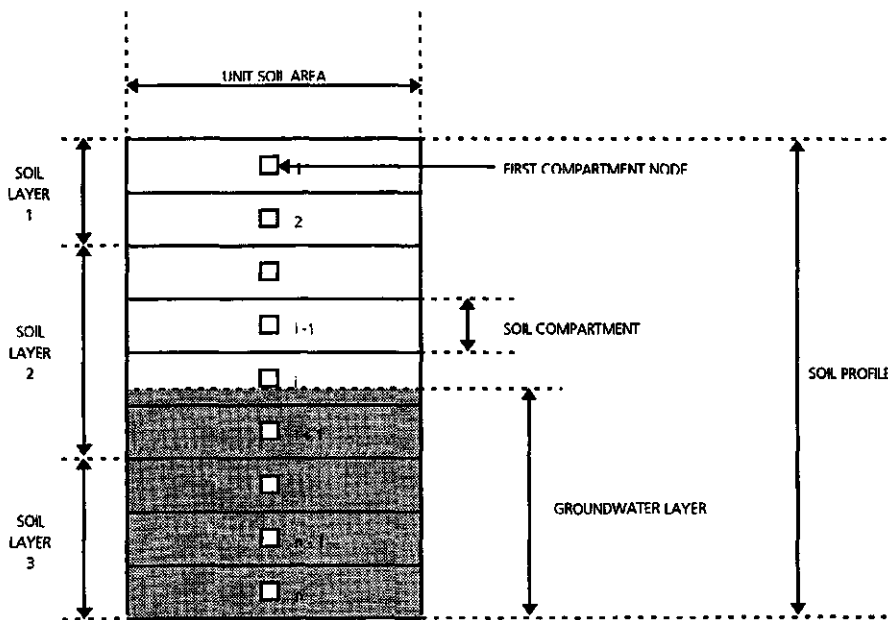 UNIT SOIL AREA
SOIL
LAYER
1
1
FIRST COMPARTMENT NODE
2
SOIL
LAYER
2
i-1
SOIL COMPARTMENT
i
SOIL PROFILE
i+1
GROUNDWATER LAYER
SOIL
LAYER
3
n-1
n